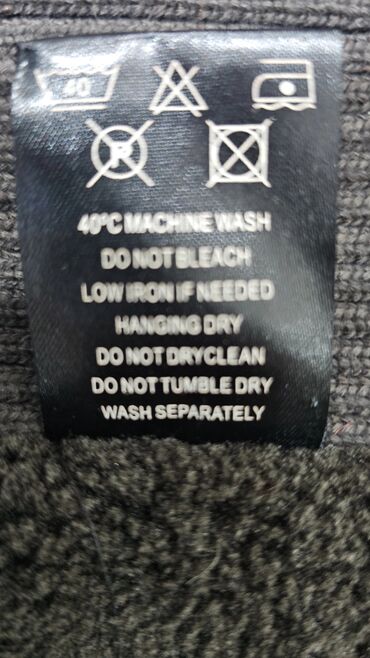 40
40°C MACHINE WASH
DO NOT BLEACH
LOW IRON IF NEEDED
HANGING DRY
DO NOT DRYCLEAN
DO NOT TUMBLE DRY
WASH SEPARATELY